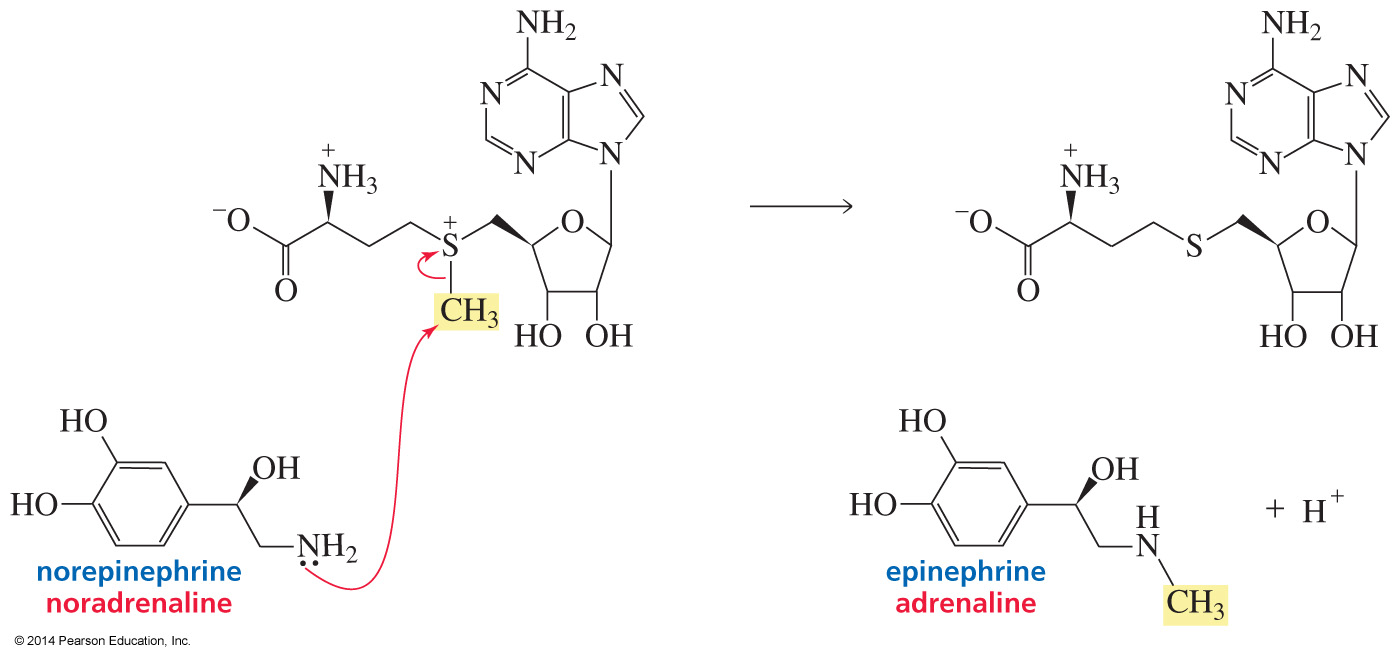 NH₂
NH₂
N
N
N
N
N
N
N
N
+
NH₃
+
NH₃
⁻O
O
S
+
O
⁻O
O
S
O
CH₃
HO
OH
HO
OH
HO
HO
OH
NH₂
norepinephrine
noradrenaline
HO
HO
OH
H
N
CH₃
+ H⁺
epinephrine
adrenaline
© 2014 Pearson Education, Inc.